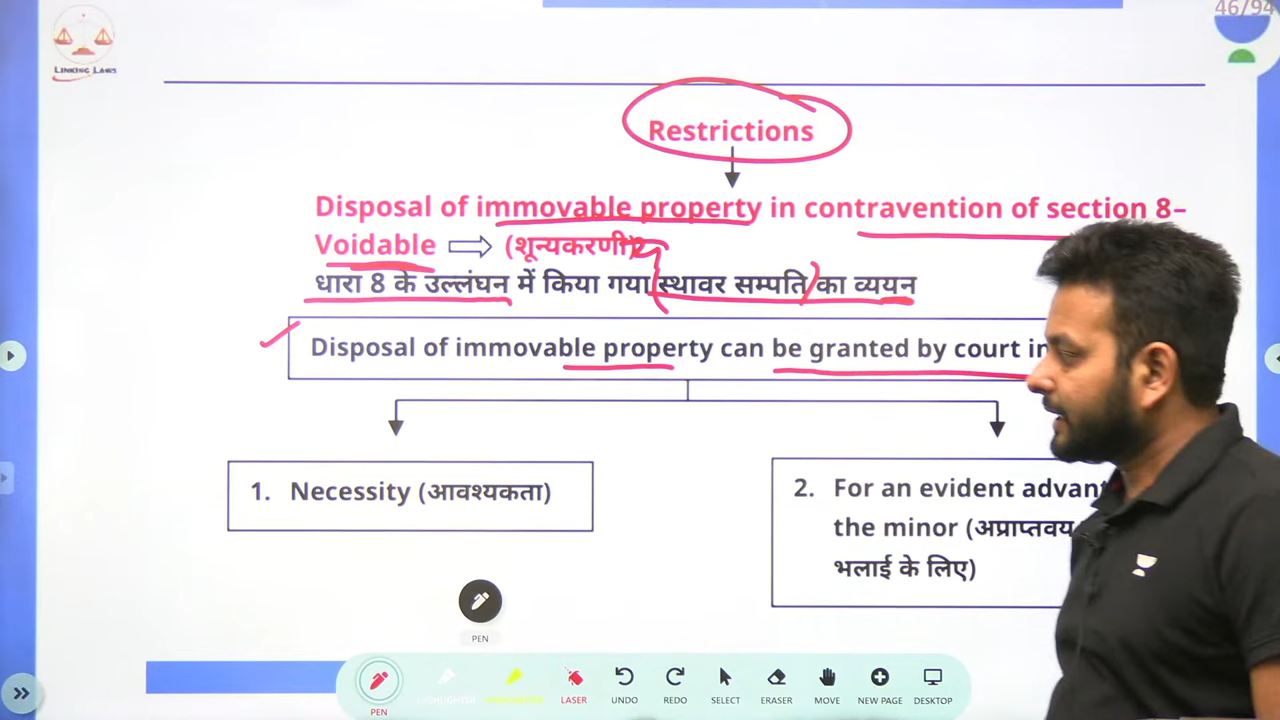 46/94
LINKING LAWS
Restrictions
Disposal of immovable property in contravention of section 8–
Voidable (शून्यकरणी)
धारा 8 के उल्लंघन में किया गया स्थावर सम्पति का व्ययन
Disposal of immovable property can be granted by court in
1. Necessity (आवश्यकता)
2. For an evident
the minor (अप्राप्तवय
भलाई के लिए)
PEN
PEN
HIGHLIGHTER
LASER
UNDO
REDO
SELECT
ERASER
MOVE
NEW PAGE
DESKTOP